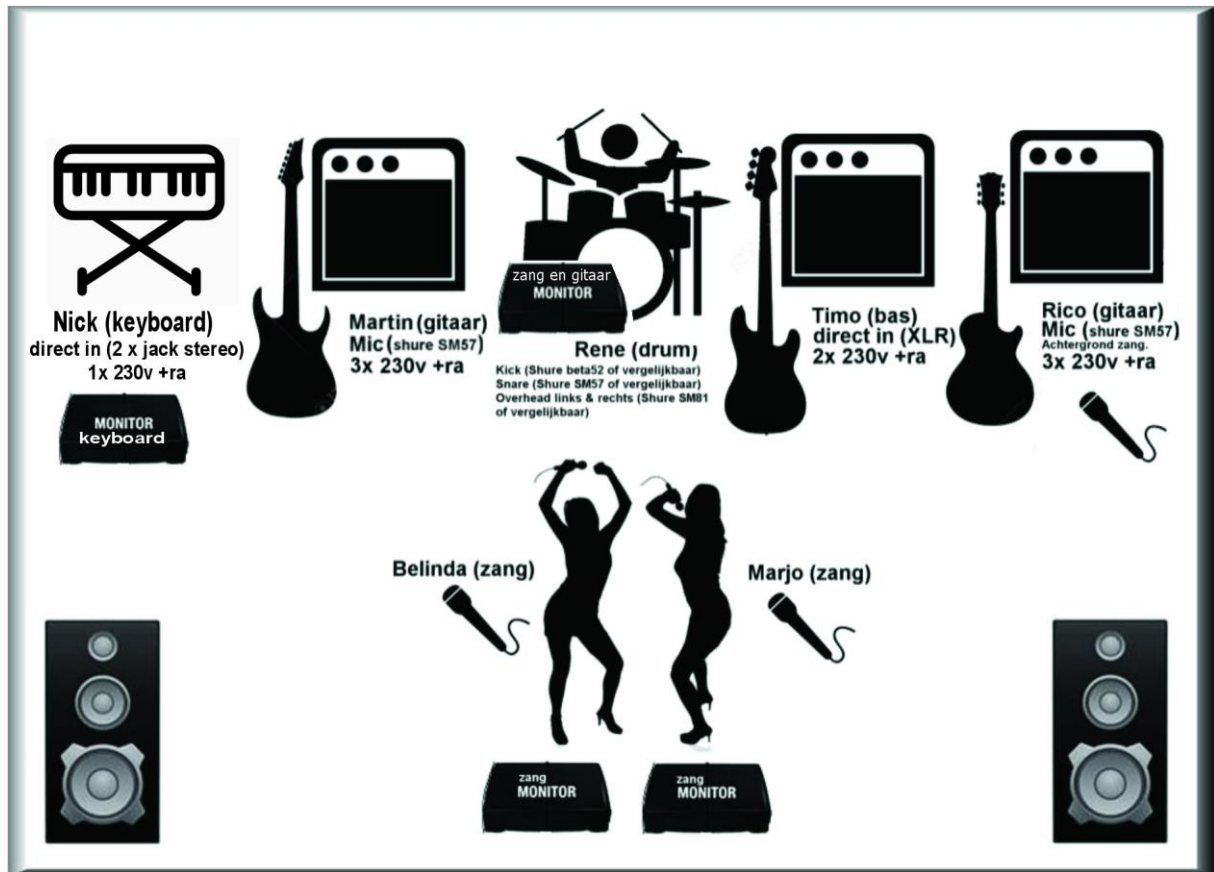 Nick (keyboard)
direct in (2 x jack stereo)
1x 230v +ra
MONITOR
keyboard
Martin (gitaar)
Mic (shure SM57)
3x 230v +ra
zang en gitaar
MONITOR
Rene (drum)
Kick (Shure beta52 of vergelijkbaar)
Snare (Shure SM57 of vergelijkbaar)
Overhead links & rechts (Shure SM81
of vergelijkbaar)
Timo (bas)
direct in (XLR)
2x 230v +ra
Rico (gitaar)
Mic (shure SM57)
Achtergrond zang.
3x 230v +ra
Belinda (zang)
Marjo (zang)
zang
MONITOR
zang
MONITOR